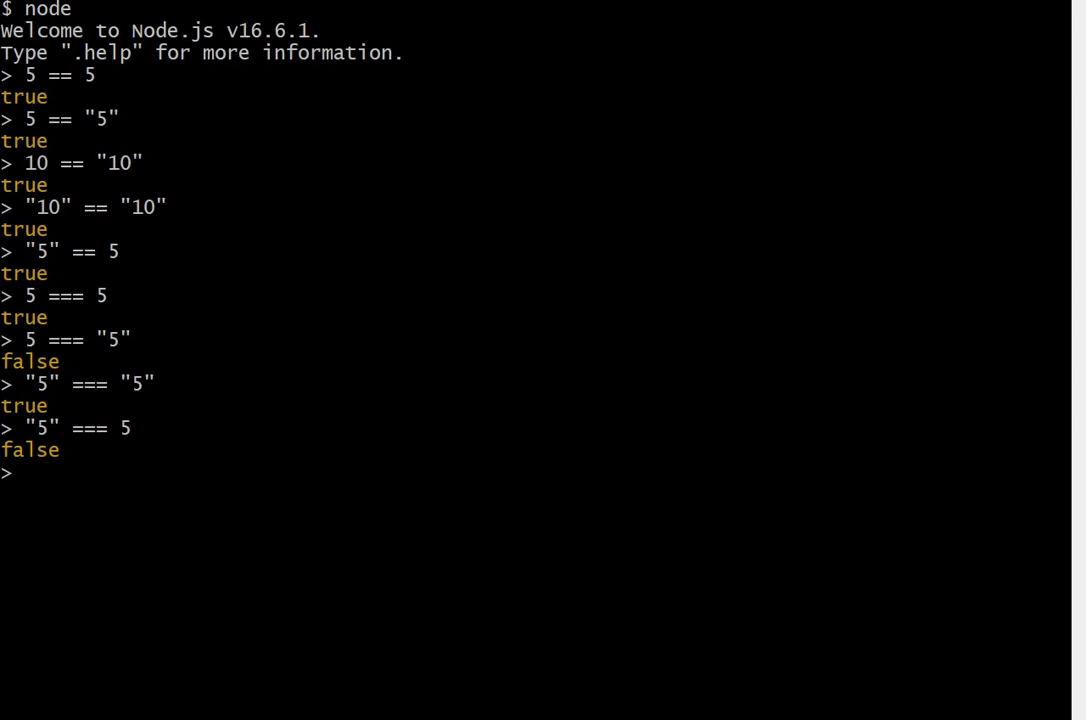 $ node
Welcome to Node.js v16.6.1.
Type ".help" for more information.
> 5 == 5
true
> 5 == "5"
true
> 10 == "10"
true
> "10" == "10"
true
> "5" == 5
true
> 5 === 5
true
> 5 === "5"
false
> "5" === "5"
true
> "5" === 5
false
>